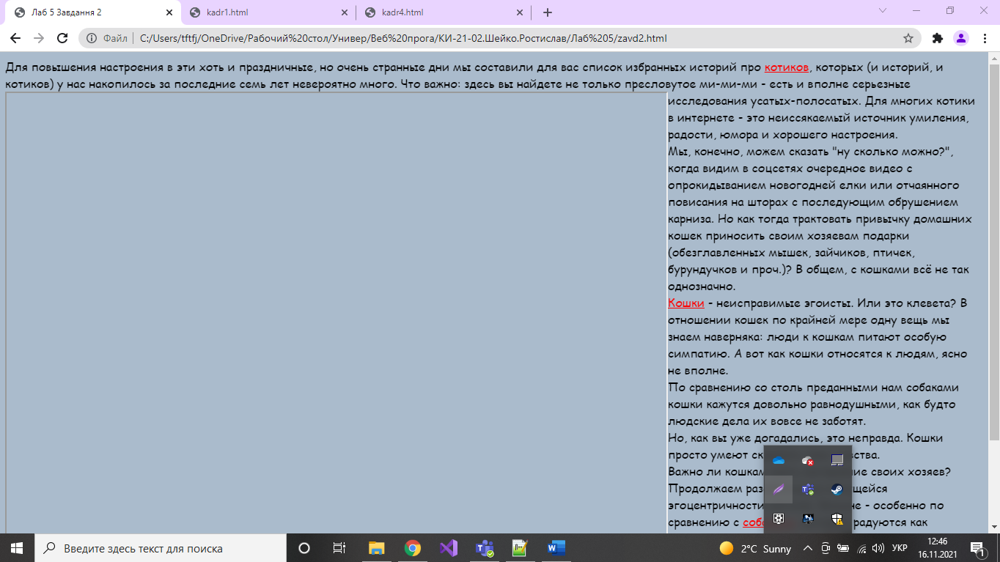 Лаб 5 Завдання 2
kadr1.html
kadr4.html
Файл
C:/Users/tftfj/OneDrive/Рабочий%20стол/Универ/Веб%20прога/КИ-21-02.Шейко.Ростислав/Лаб%205/zavd2.html
Для повышения настроения в эти хоть и праздничные, но очень странные дни мы составили для вас список избранных историй про котиков, которых (и историй, и
котиков) у нас накопилось за последние семь лет невероятно много. Что важно: здесь вы найдете не только пресловутое ми-ми-ми - есть и вполне серьезные
исследования усатых-полосатых. Для многих котики
в интернете - это неиссякаемый источник умиления,
радости, юмора и хорошего настроения.
Мы, конечно, можем сказать "ну сколько можно?",
когда видим в соцсетях очередное видео с
опрокидыванием новогодней елки или отчаянного
повисания на шторах с последующим обрушением
карниза. Но как тогда трактовать привычку домашних
кошек приносить своим хозяевам подарки
(обезглавленных мышек, зайчиков, птичек,
бурундучков и проч.)? В общем, с кошками всё не так
однозначно.
Кошки - неисправимые эгоисты. Или это клевета? В
отношении кошек по крайней мере одну вещь мы
знаем наверняка: люди к кошкам питают особую
симпатию. А вот как кошки относятся к людям, ясно
не вполне.
По сравнению со столь преданными нам собаками
кошки кажутся довольно равнодушными, как будто
людские дела их вовсе не заботят.
Но, как вы уже догадались, это неправда. Кошки
просто умеют
Важно ли кошкам своих хозяев?
Продолжаем
эгоцентричности - особенно по
сравнению с радуются как
Введите здесь текст для поиска
2°C Sunny
УКР
12:46
16.11.2021
1